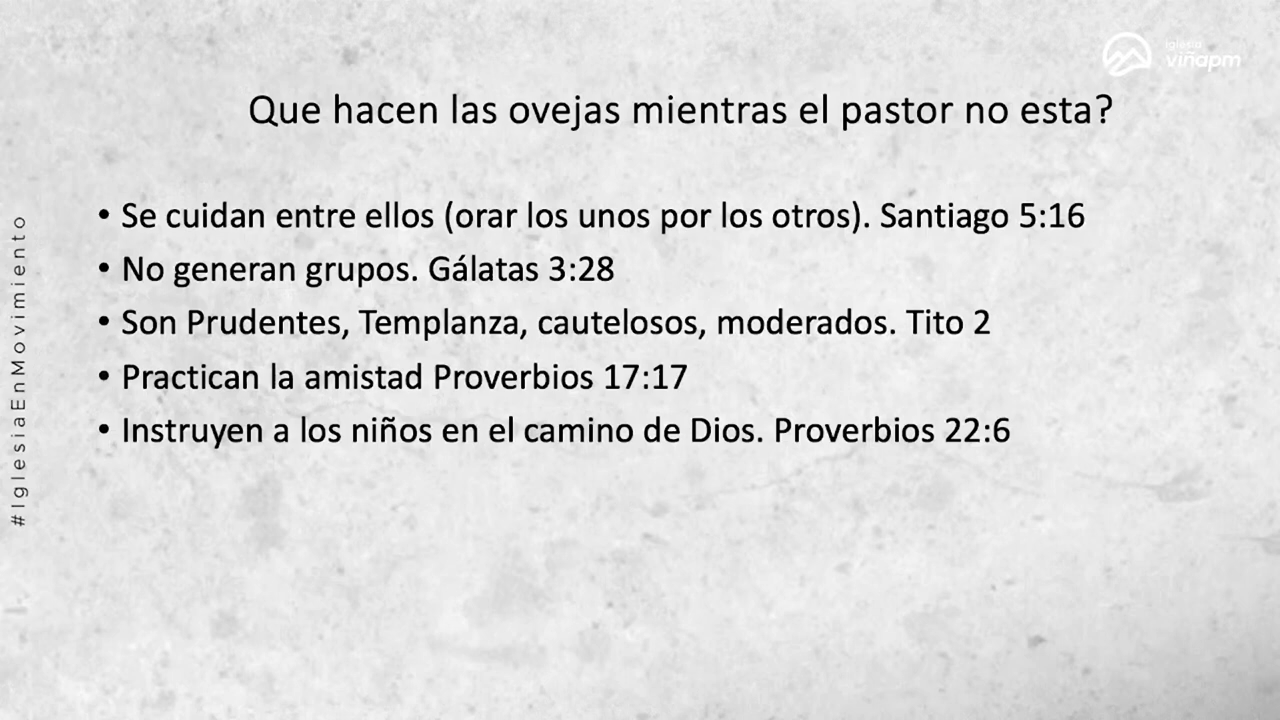 Iglesia
viñapm
Que hacen las ovejas mientras el pastor no esta?
• Se cuidan entre ellos (orar los unos por los otros). Santiago 5:16
• No generan grupos. Gálatas 3:28
• Son Prudentes, Templanza, cautelosos, moderados. Tito 2
• Practican la amistad Proverbios 17:17
• Instruyen a los niños en el camino de Dios. Proverbios 22:6
#IglesiaEnMovimiento